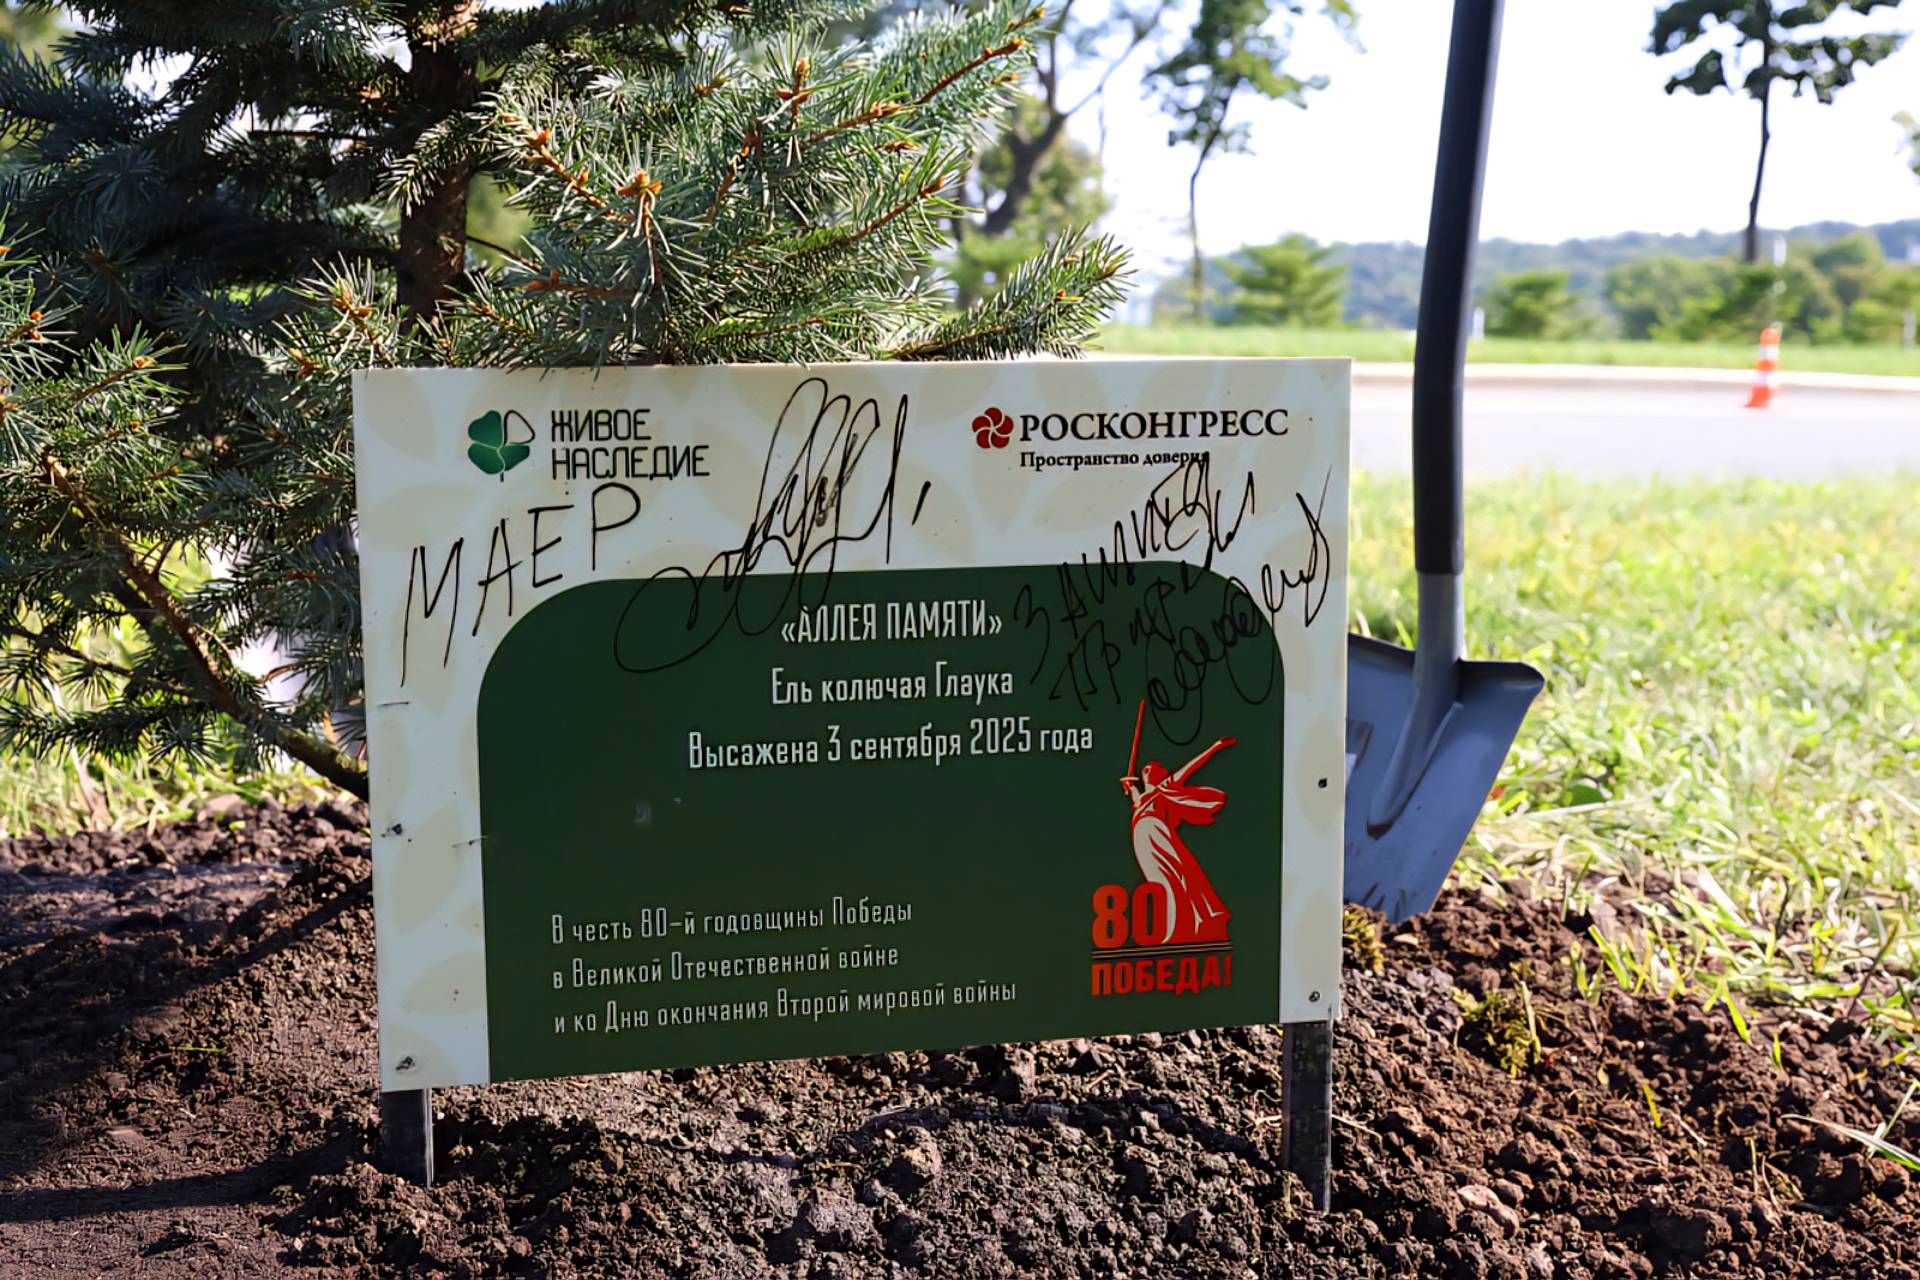 ЖИВОЕ
НАСЛЕДИЕ
РОСКОНГРЕСС
Пространство доверия
МАЕР
«АЛЛЕЯ ПАМЯТИ»
Ель колючая Глаука
Высажена 3 сентября 2025 года
В честь 80-й годовщины Победы
в Великой Отечественной войне
и ко Дню окончания Второй мировой войны
80
ПОБЕДА!